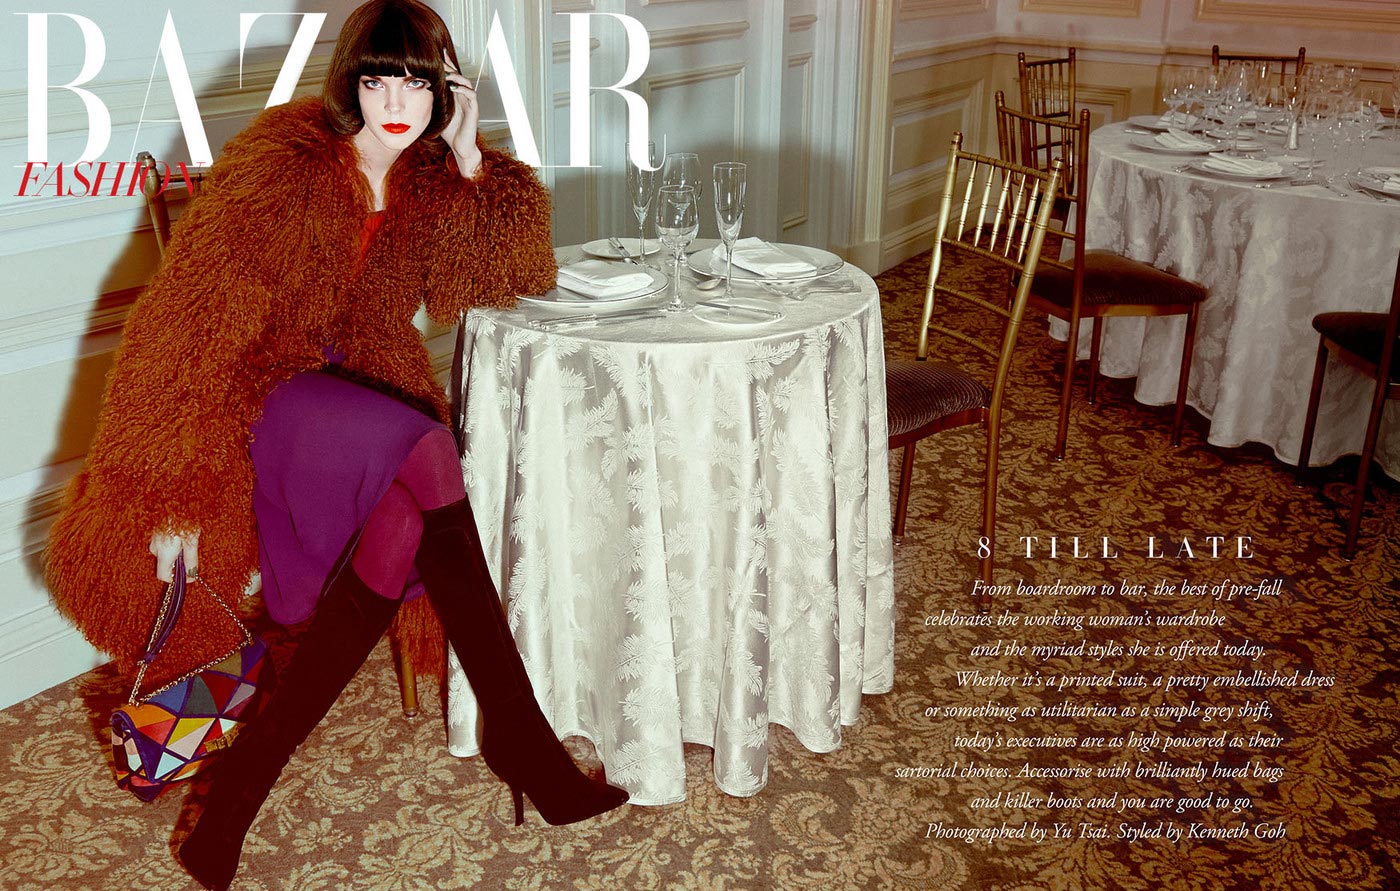 BAZAAR
FASHION
8 TILL LATE
From boardroom to bar, the best of pre-fall
celebrates the working woman's wardrobe
and the myriad styles she is offered today.
Whether it's a printed suit, a pretty embellished dress
or something as utilitarian as a simple grey shift,
today's executives are as high powered as their
sartorial choices. Accessorise with brilliantly hued bags
and killer boots and you are good to go.
Photographed by Yu Tsai. Styled by Kenneth Goh